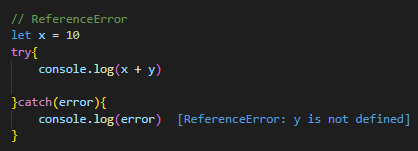 // ReferenceError
let x = 10
try{
    console.log(x + y)

}catch(error){
    console.log(error)  [ReferenceError: y is not defined]
}